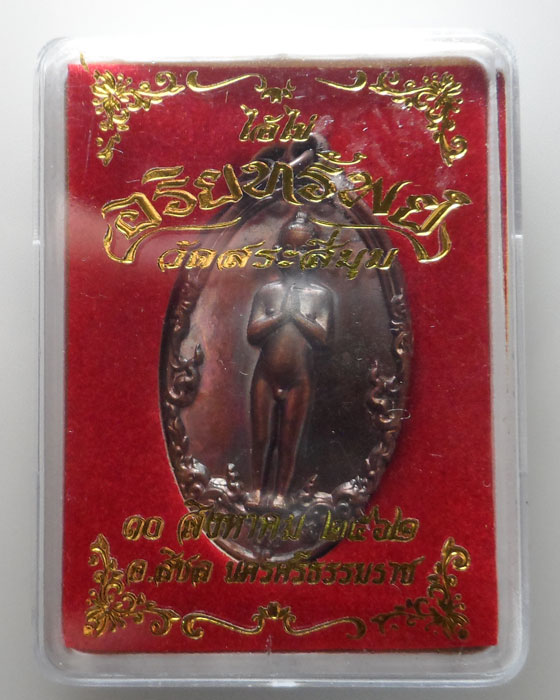 ไอ้ไข่
อริยทรัพย์
วัดสระสี่มุม
๑๐ สิงหาคม ๒๕๖๒
อ.สิชล นครศรีธรรมราช